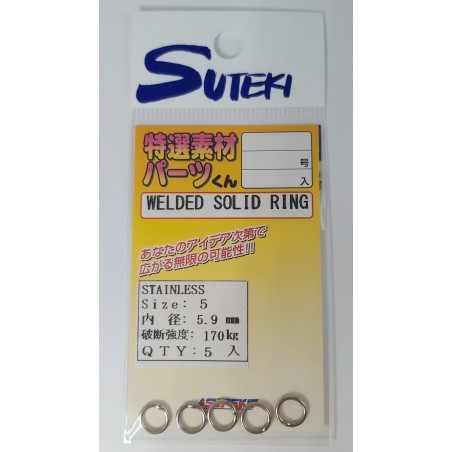 SUTEKI
特選素材
パーツくん
号
入
WELDED SOLID RING
あなたのアイデア次第で
広がる無限の可能性!!
STAINLESS
Size: 5
内 径: 5.9 mm
破断強度: 170kg
QTY: 5 入